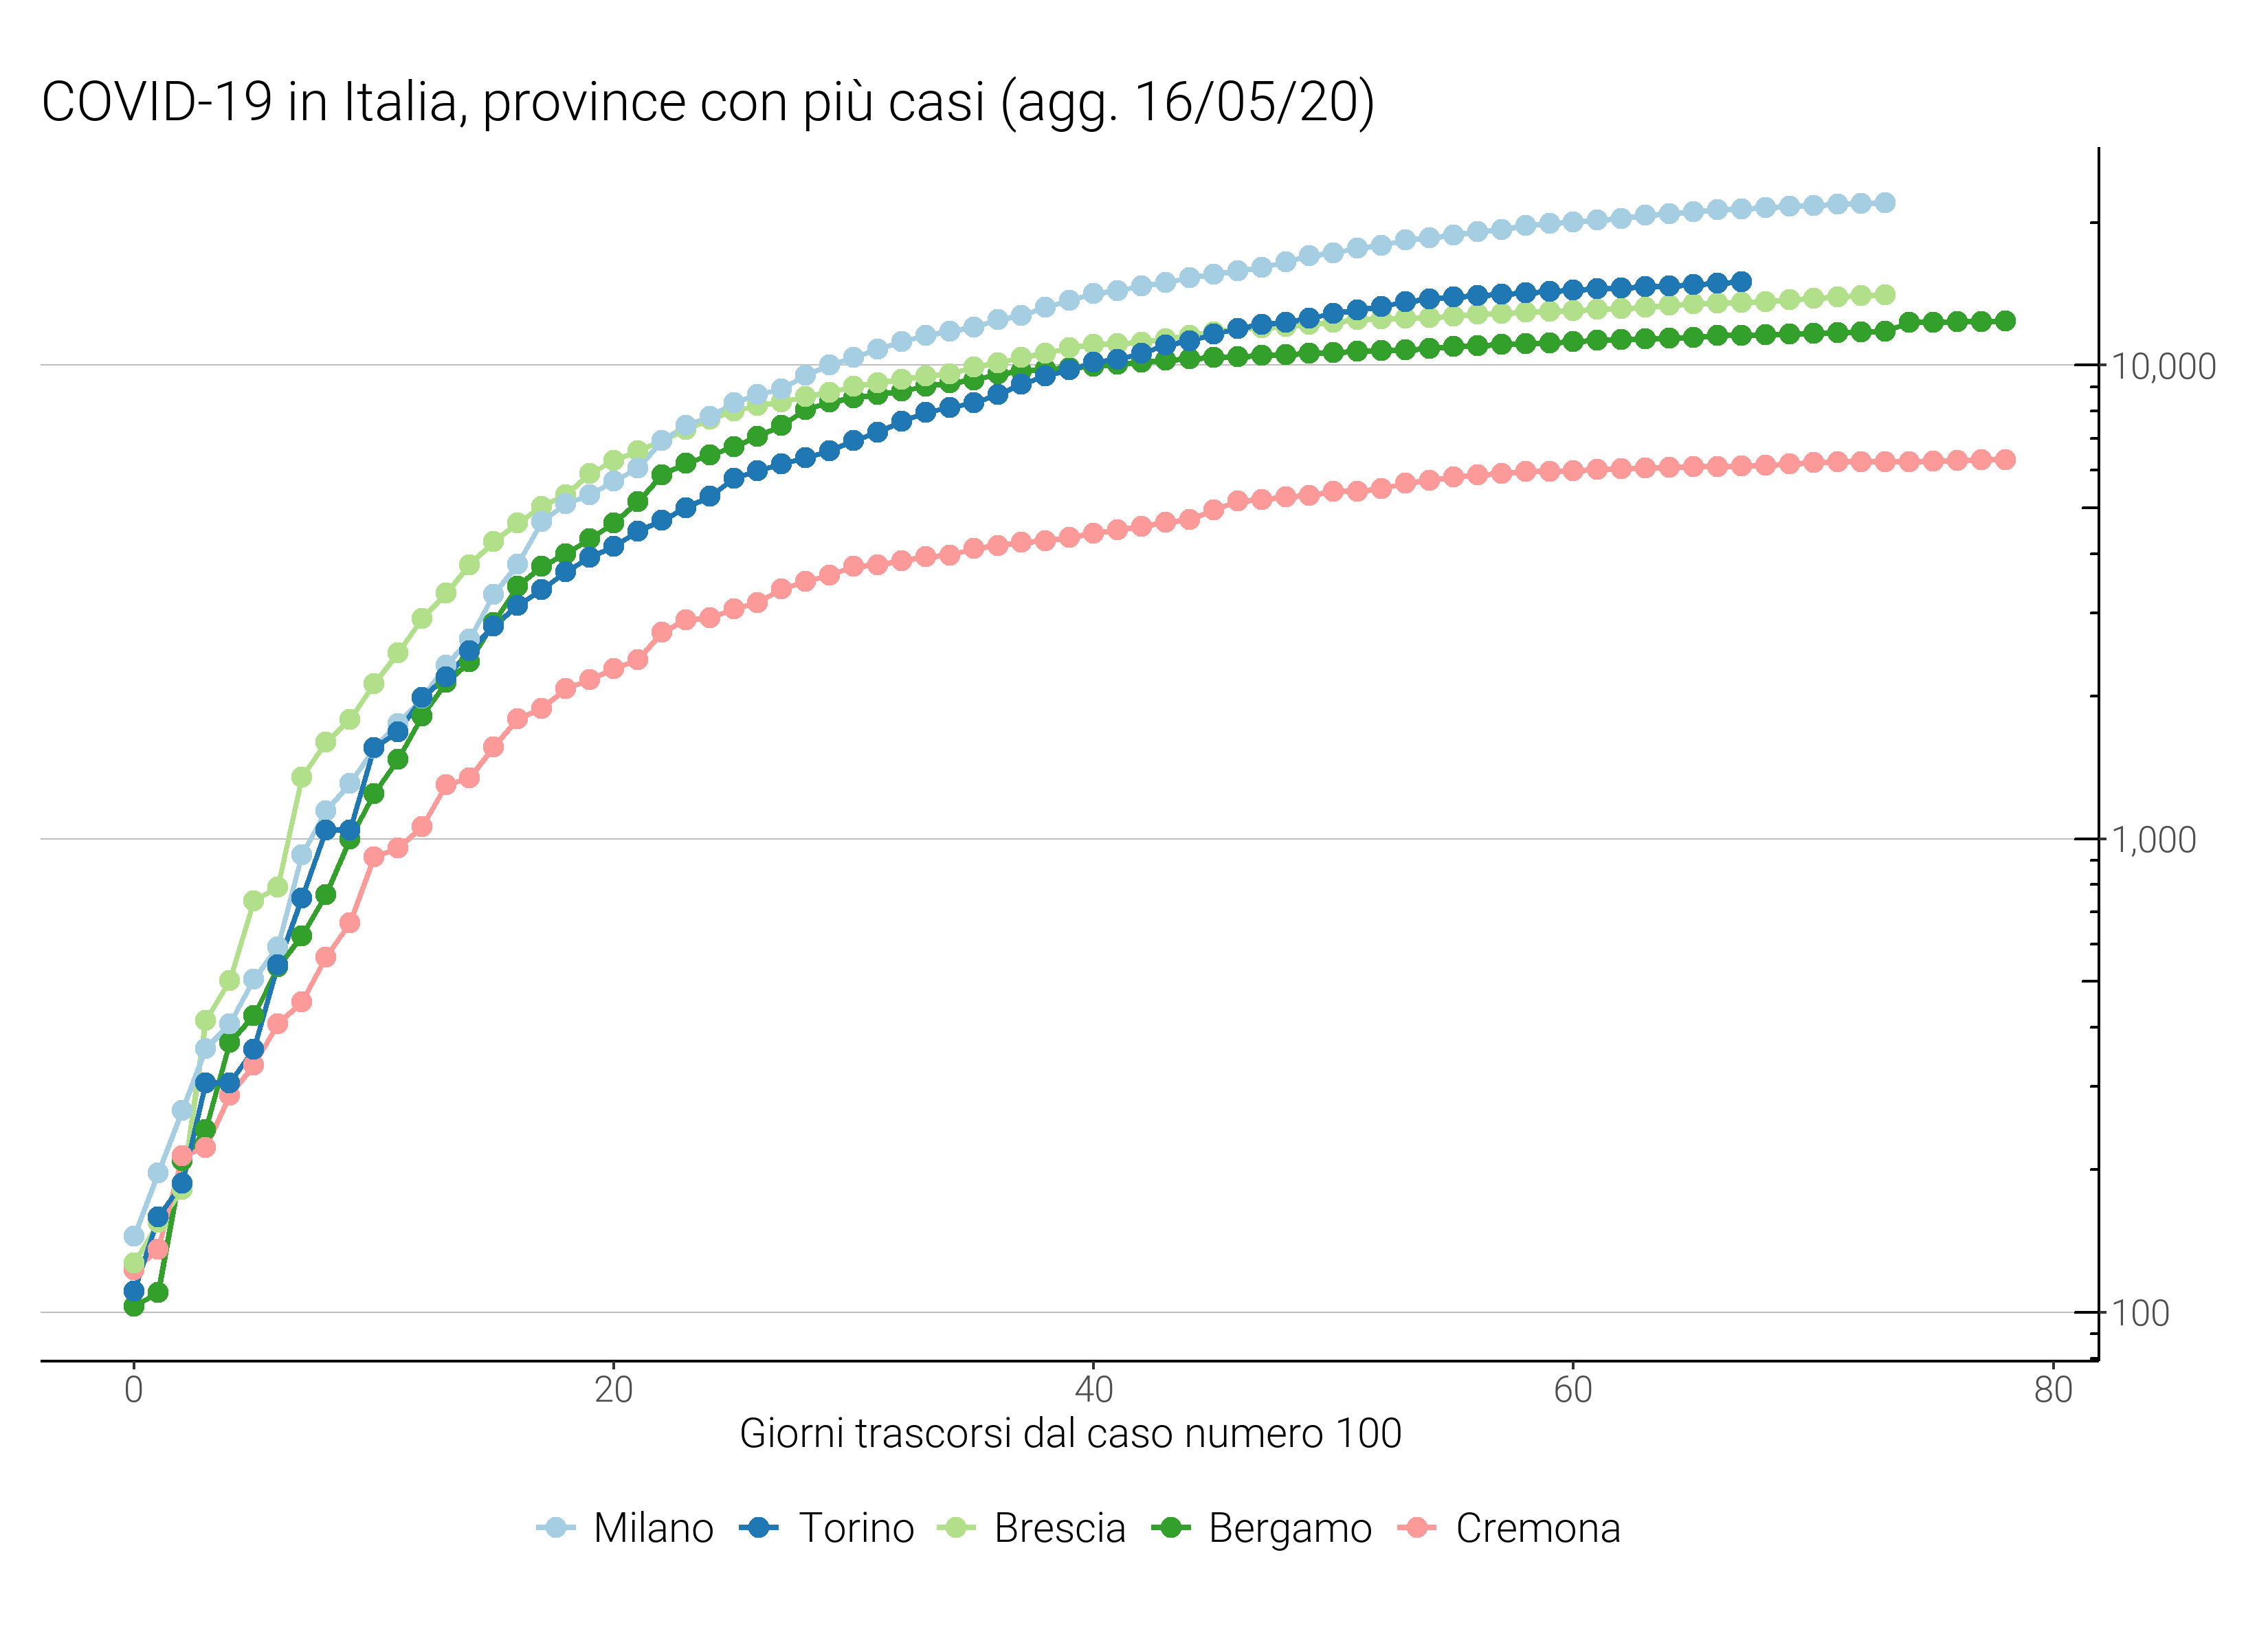 COVID-19 in Italia, province con più casi (agg. 16/05/20)
10,000
1,000
100
0 20 40 60 80
Giorni trascorsi dal caso numero 100
Milano Torino Brescia Bergamo Cremona